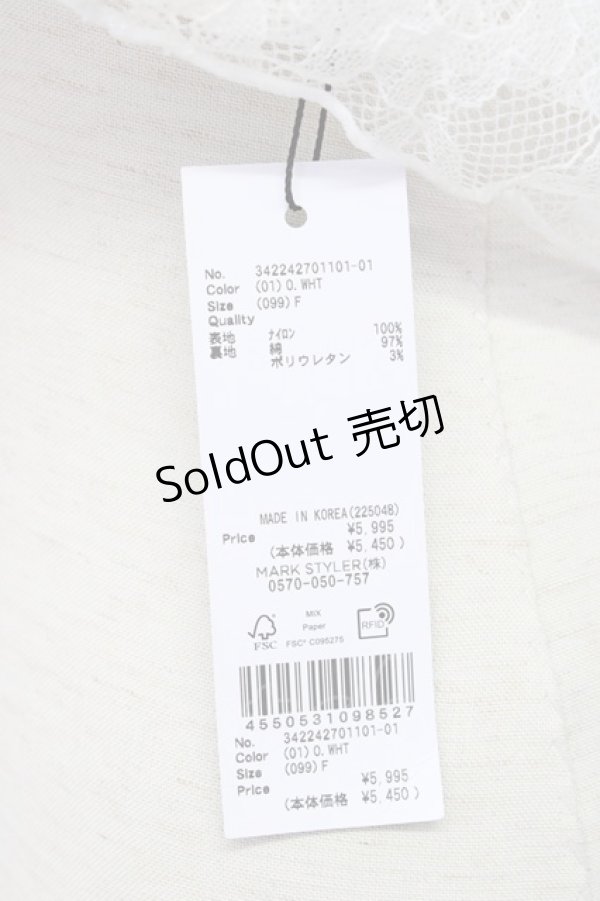 No. 342242701101-01
Color (01) O.WHT
Size (099) F
Quality
表地 ﾅｲﾛﾝ 100%
裏地 綿 97%
ポリウレタン 3%
SoldOut 売切
MADE IN KOREA(225048)
Price ¥5,995
(本体価格 ¥5,450 )
MARK STYLER(株)
0570-050-757
FSC
MIX
Paper
FSC® C095275
RFID
4550531098527
No. 342242701101-01
Color (01) O.WHT
Size (099) F
Price ¥5,995
(本体価格 ¥5,450 )